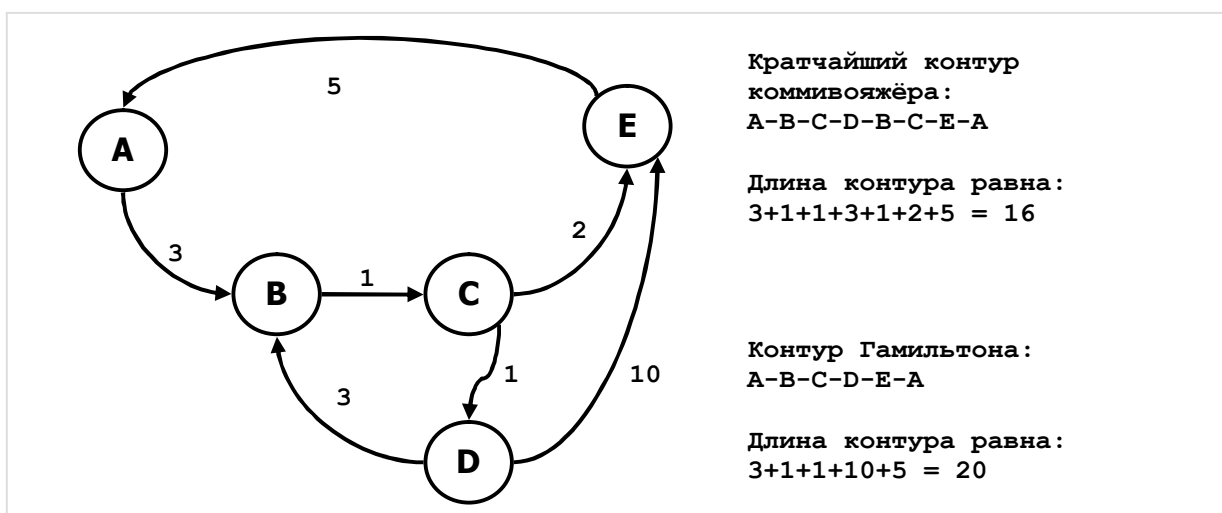 5
A
E
3
2
B
1
C
3
1
10
D
Кратчайший контур
коммивояжёра:
A-B-C-D-B-C-E-A
Длина контура равна:
3+1+1+3+1+2+5 = 16
Контур Гамильтона:
A-B-C-D-E-A
Длина контура равна:
3+1+1+10+5 = 20